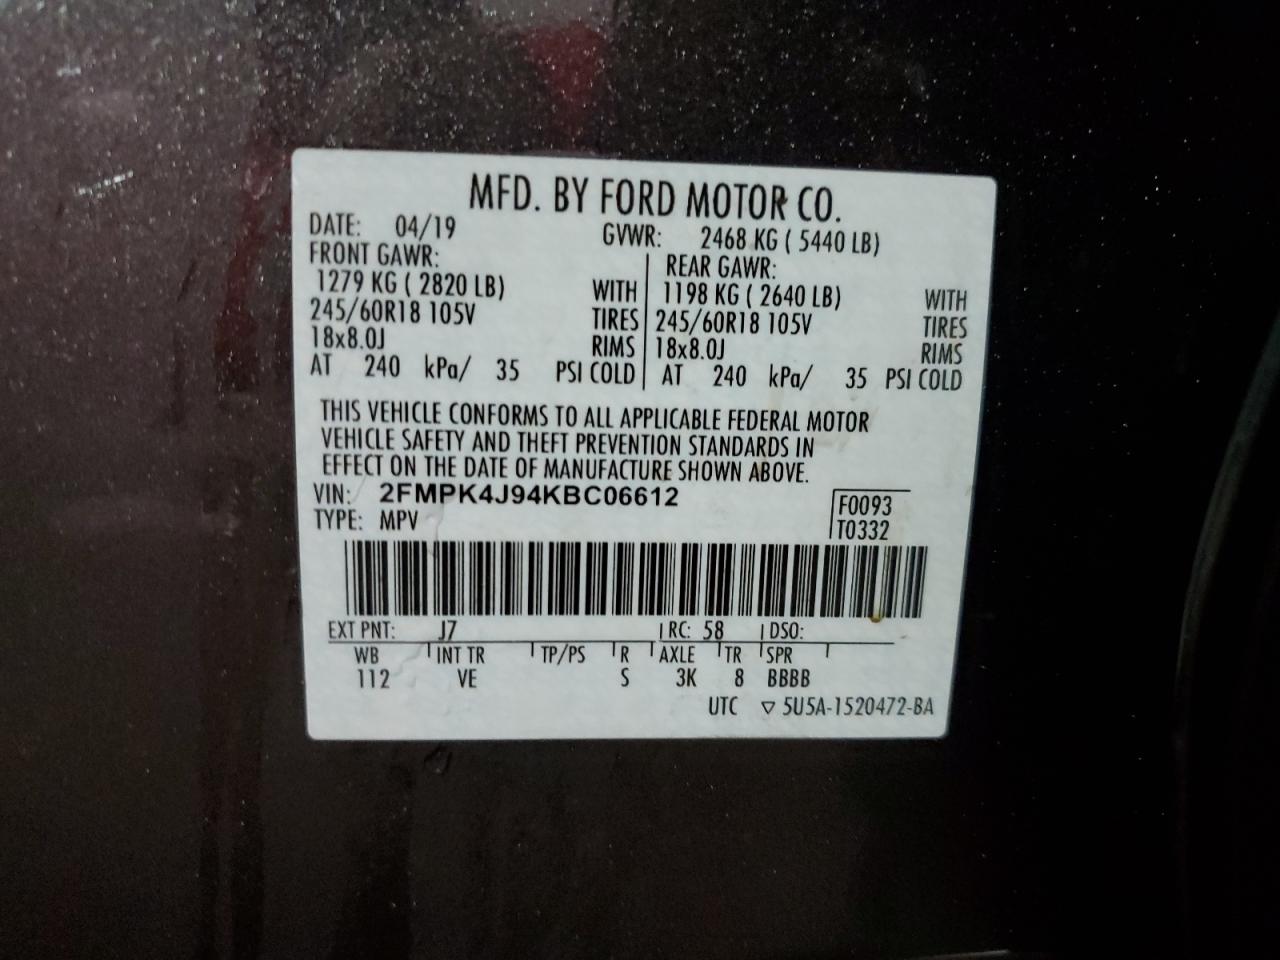 MFD. BY FORD MOTOR CO.
DATE: 04/19 GVWR: 2468 KG ( 5440 LB)
FRONT GAWR: REAR GAWR:
1279 KG ( 2820 LB) WITH 1198 KG ( 2640 LB) WITH
245/60R18 105V TIRES 245/60R18 105V TIRES
18x8.0J RIMS 18x8.0J RIMS
AT 240 kPa/ 35 PSI COLD AT 240 kPa/ 35 PSI COLD
THIS VEHICLE CONFORMS TO ALL APPLICABLE FEDERAL MOTOR
VEHICLE SAFETY AND THEFT PREVENTION STANDARDS IN
EFFECT ON THE DATE OF MANUFACTURE SHOWN ABOVE.
VIN: 2FMPK4J94KBC06612 F0093
TYPE: MPV T0332
EXT PNT: J7 RC: 58 DSO:
WB INT TR TP/PS R AXLE TR SPR
112 VE S 3K 8 BBBB
UTC ▽ 5U5A-1520472-BA